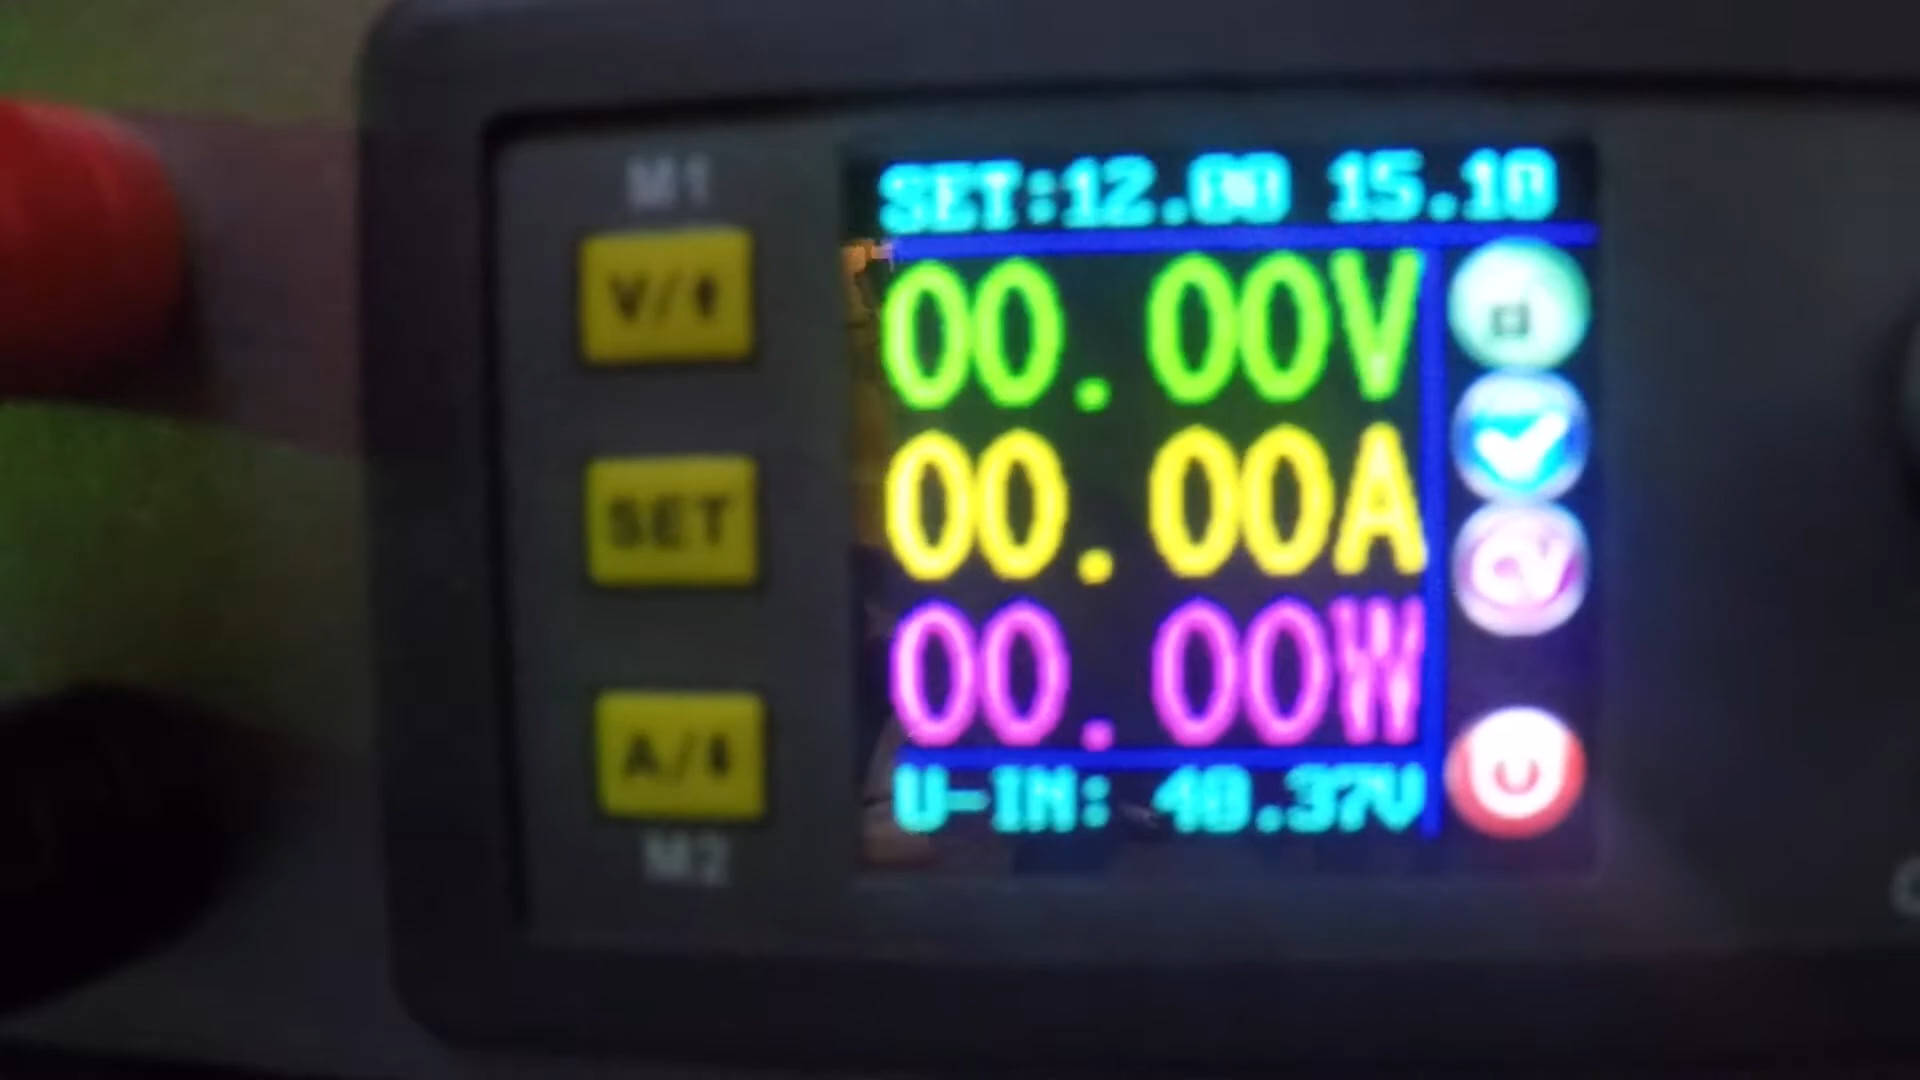 M1
SET:12.00 15.10
V/⬆
00.00V
00.00A
SET
CV
00.00W
A/⬇
U-IN: 40.37V
M2